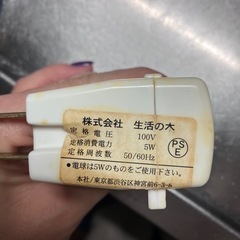 株式会社 生活の木
定格電圧 100V
定格消費電力 5W
定格周波数 50/60Hz
PS
E
●電球は5Wのものをご使用下さい。
本社/東京都渋谷区神宮前6-3-8